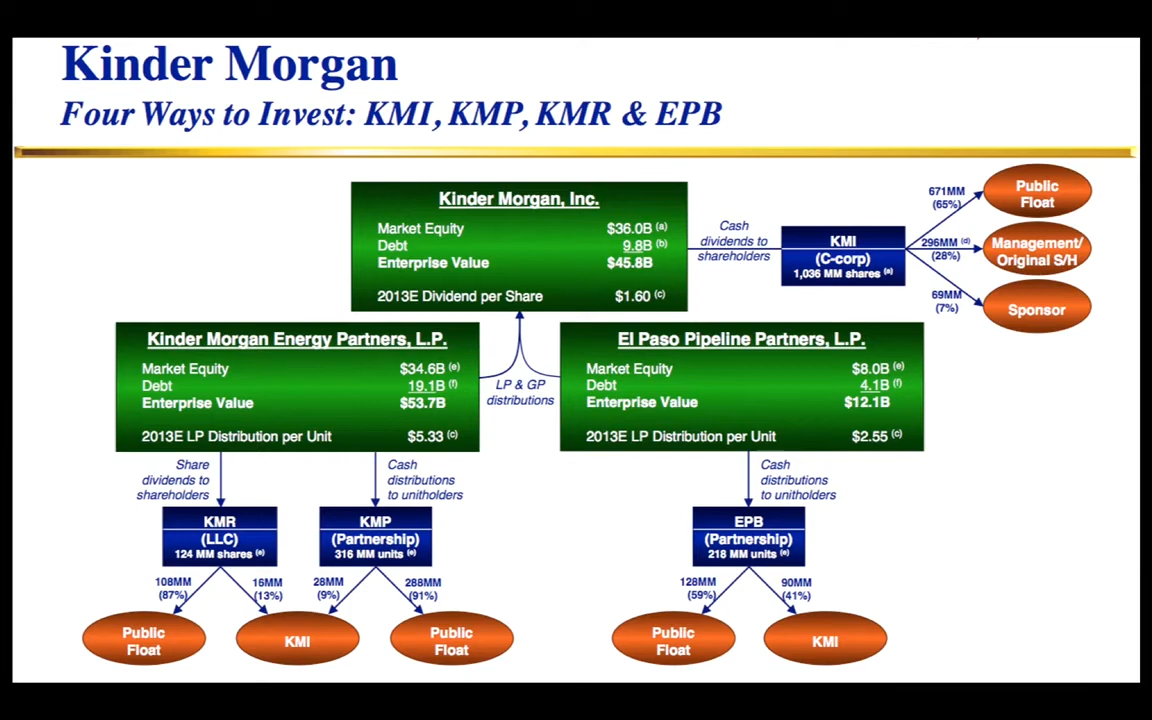 Kinder Morgan
Four Ways to Invest: KMI, KMP, KMR & EPB
Kinder Morgan, Inc.
Market Equity $36.0B (a)
Debt 9.8B (b)
Enterprise Value $45.8B
2013E Dividend per Share $1.60 (c)
Cash
dividends to
shareholders
KMI
(C-corp)
1,036 MM shares (a)
671MM
(65%)
Public
Float
296MM (d)
(28%)
Management/
Original S/H
69MM
(7%)
Sponsor
Kinder Morgan Energy Partners, L.P.
Market Equity $34.6B (e)
Debt 19.1B (f)
Enterprise Value $53.7B
2013E LP Distribution per Unit $5.33 (c)
LP & GP
distributions
El Paso Pipeline Partners, L.P.
Market Equity $8.0B (e)
Debt 4.1B (f)
Enterprise Value $12.1B
2013E LP Distribution per Unit $2.55 (c)
Share
dividends to
shareholders
Cash
distributions
to unitholders
Cash
distributions
to unitholders
KMR
(LLC)
124 MM shares (e)
KMP
(Partnership)
316 MM units (e)
EPB
(Partnership)
218 MM units (e)
108MM
(87%)
16MM
(13%)
28MM
(9%)
288MM
(91%)
128MM
(59%)
90MM
(41%)
Public
Float
KMI
Public
Float
Public
Float
KMI